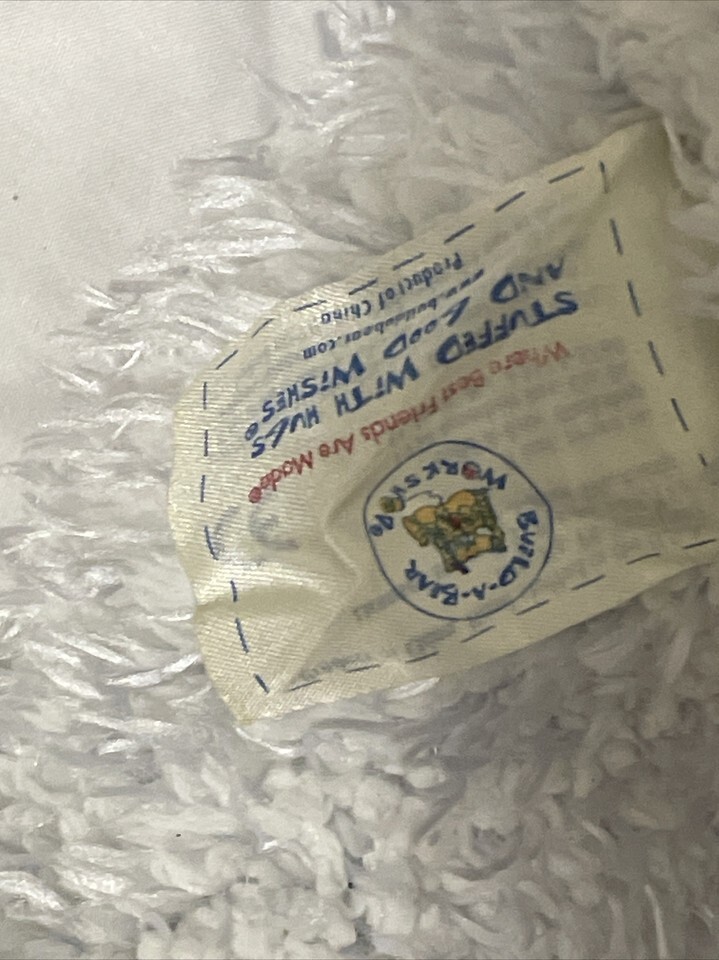 BUILD-A-BEAR
WORKSHOP®
Where Best Friends Are Made®
STUFFED WITH HUGS
AND GOOD WISHES®
www.buildabear.com
Product of China